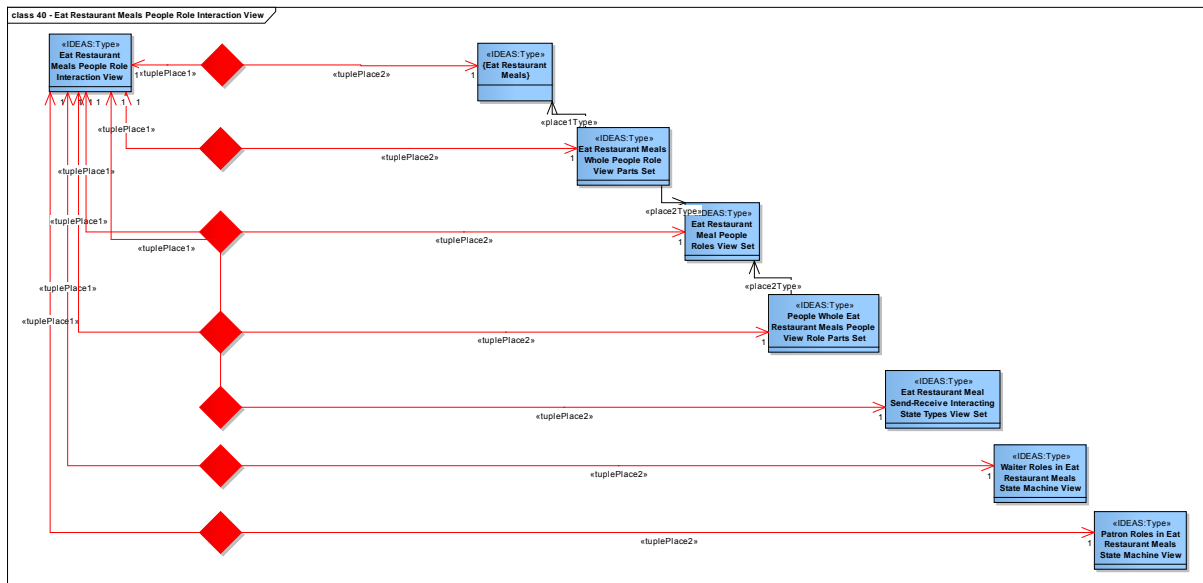 class 40 - Eat Restaurant Meals People Role Interaction View
«IDEAS:Type»
Eat Restaurant
Meals People Role
Interaction View
«IDEAS:Type»
{Eat Restaurant
Meals}
1
«tuplePlace1»
«tuplePlace2»
1
1
1
1
1
1
1
«tuplePlace1»
«place1Type»
«IDEAS:Type»
Eat Restaurant Meals
Whole People Role
View Parts Set
«tuplePlace2»
1
«tuplePlace1»
«place2Type»
«IDEAS:Type»
Eat Restaurant
Meal People
Roles View Set
«tuplePlace1»
«tuplePlace1»
«tuplePlace2»
1
«tuplePlace1»
«place2Type»
«IDEAS:Type»
People Whole Eat
Restaurant Meals People
View Role Parts Set
«tuplePlace1»
«tuplePlace2»
1
«IDEAS:Type»
Eat Restaurant Meal
Send-Receive Interacting
State Types View Set
«tuplePlace2»
1
«IDEAS:Type»
Waiter Roles in Eat
Restaurant Meals
State Machine View
«tuplePlace2»
1
«IDEAS:Type»
Patron Roles in Eat
Restaurant Meals
State Machine View
«tuplePlace2»
1